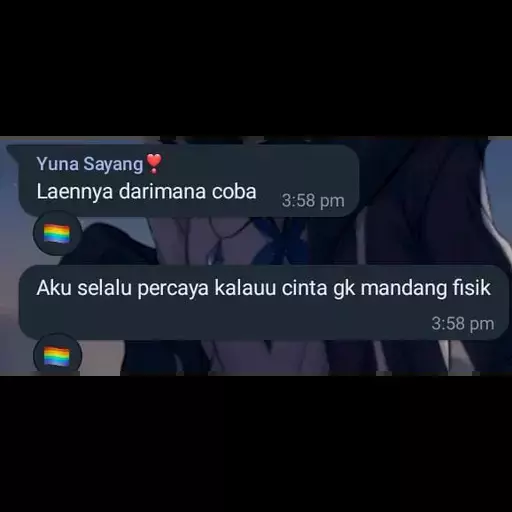 Yuna Sayang❣️
Laennya darimana coba
3:58 pm
Aku selalu percaya kalauu cinta gk mandang fisik
3:58 pm